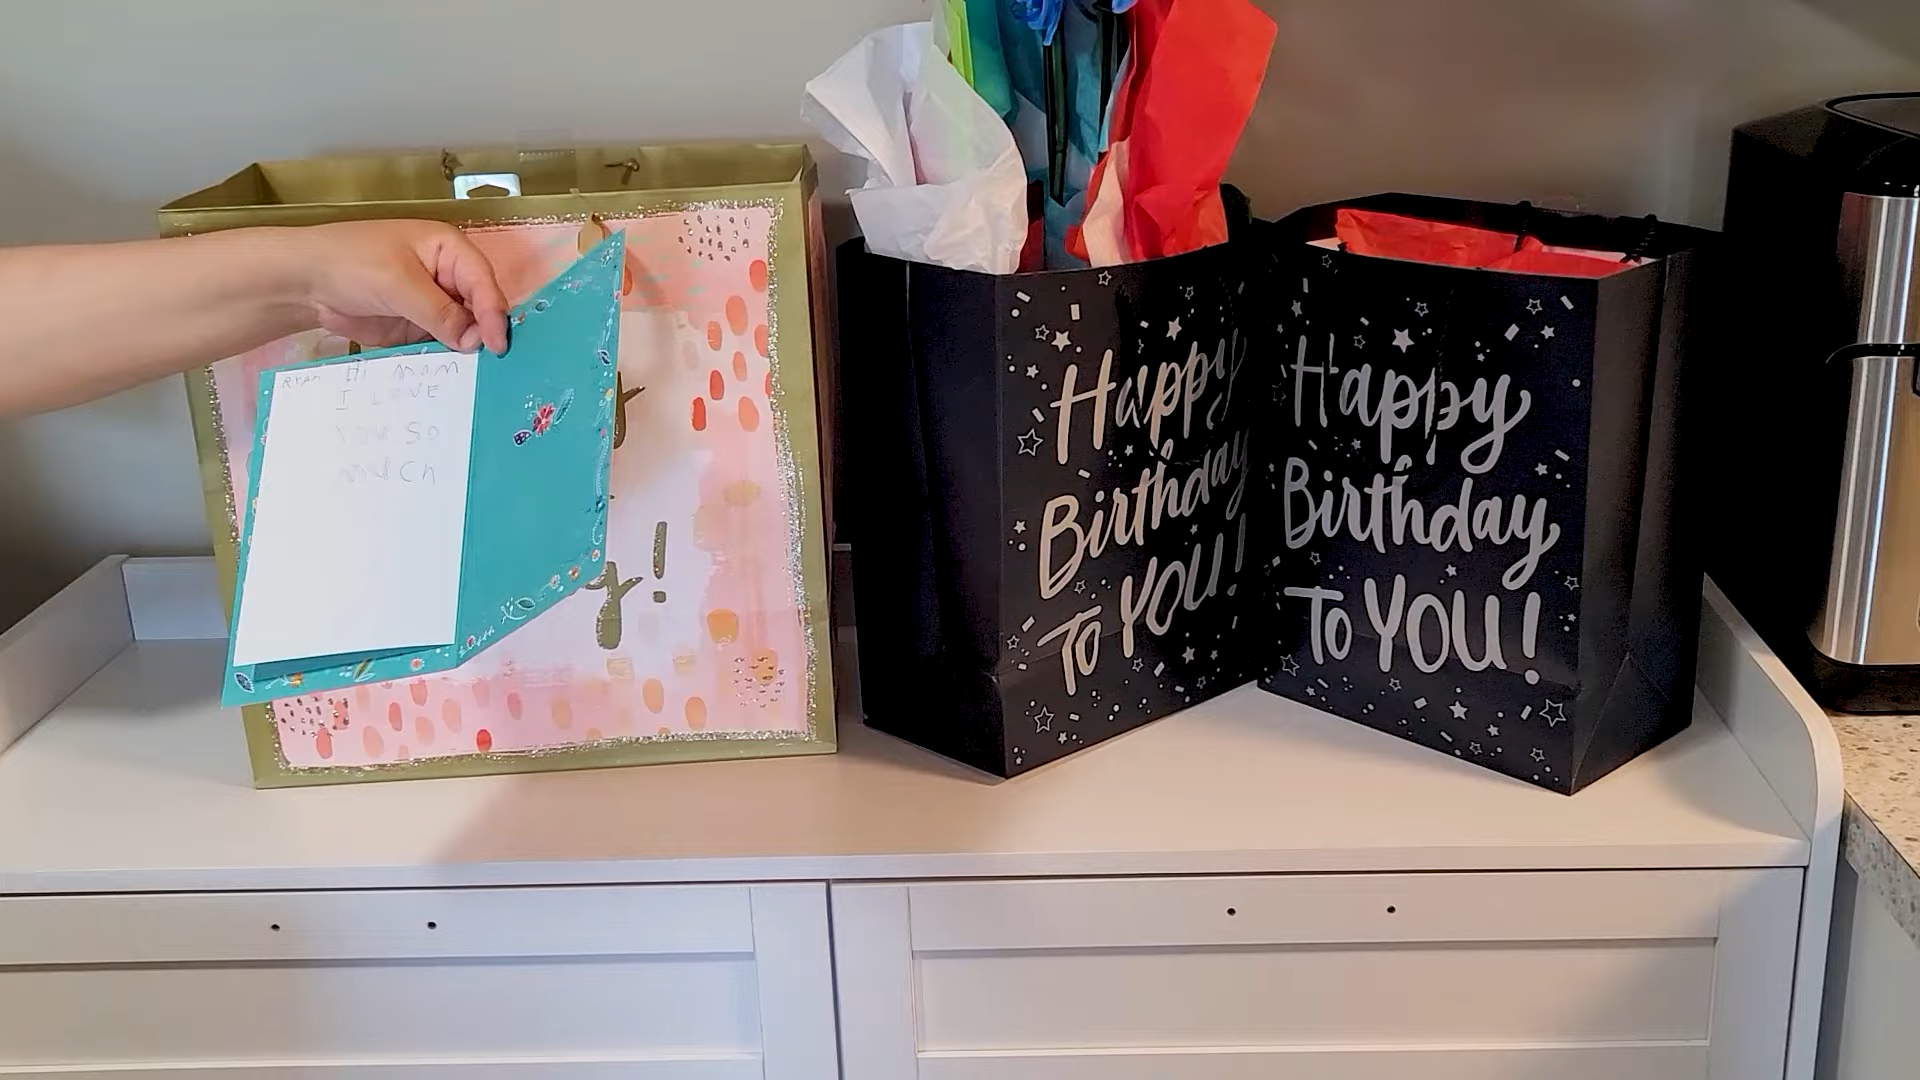 RYAN Hi mom
I LOVE
YOU SO
mucH
y!
Happy
Birthday
To YOU!
Happy
Birthday
To YOU!